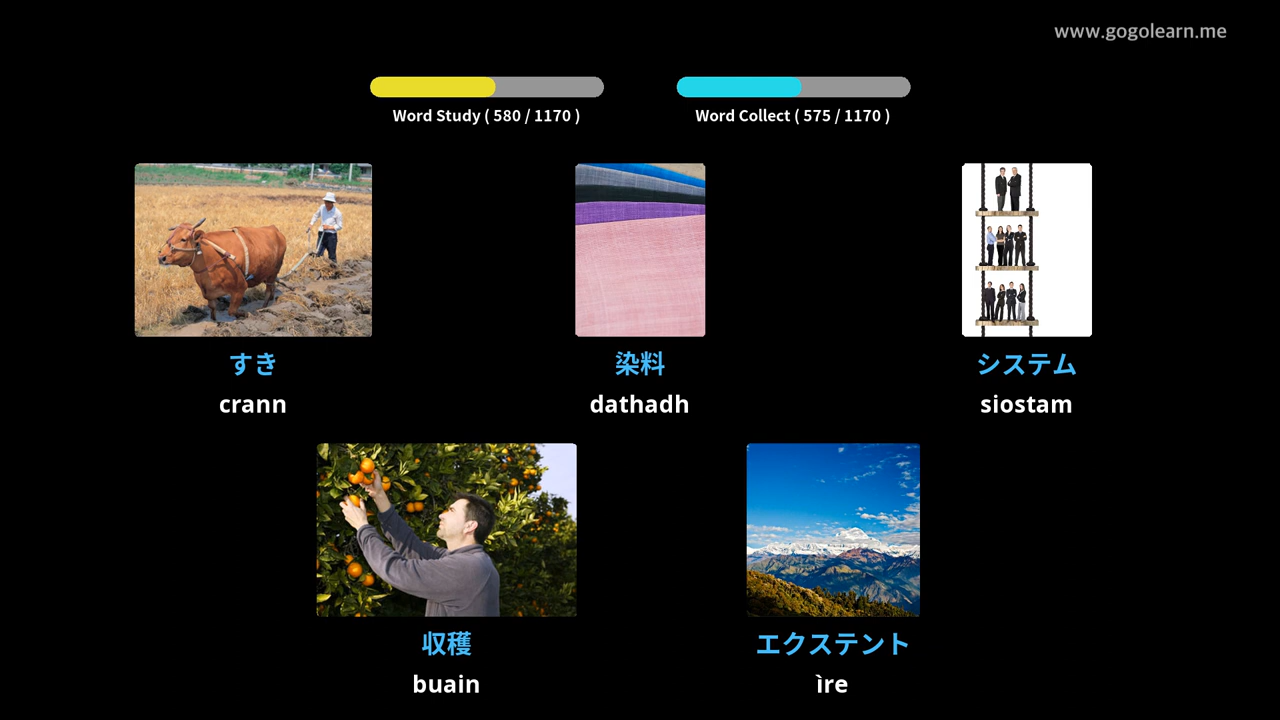 www.gogolearn.me
Word Study ( 580 / 1170 )
Word Collect ( 575 / 1170 )
すき
crann
染料
dathadh
システム
siostam
収穫
buain
エクステント
ìre